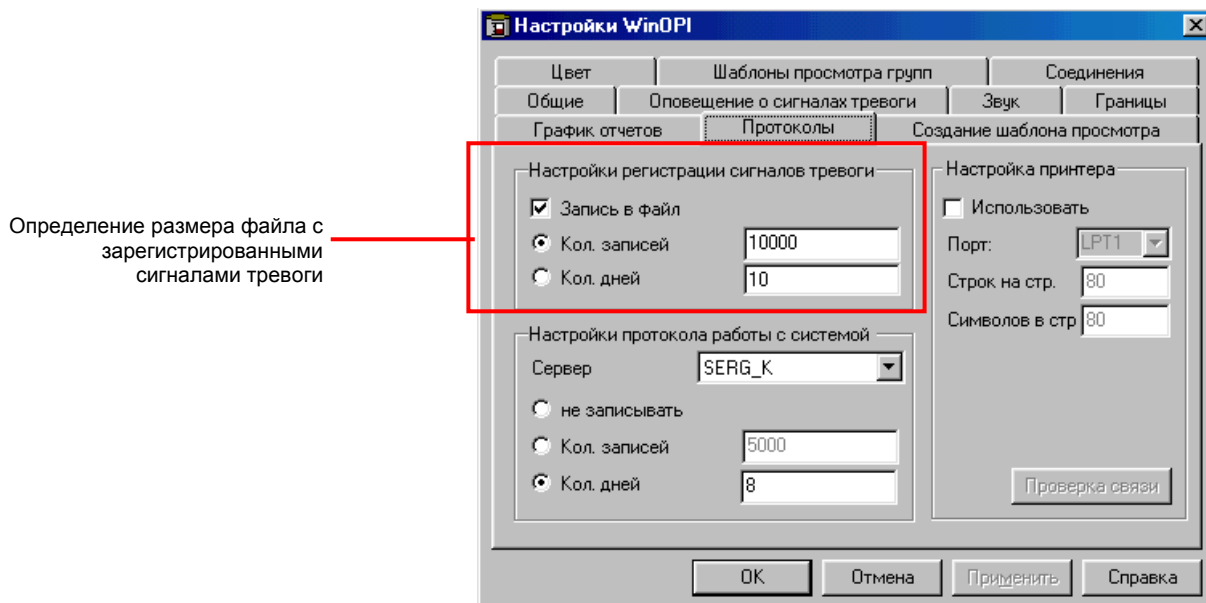 Настройки WinOPI
Цвет
Шаблоны просмотра групп
Соединения
Общие
Оповещение о сигналах тревоги
Звук
Границы
График отчетов
Протоколы
Создание шаблона просмотра
Определение размера файла с
зарегистрированными
сигналами тревоги
Настройки регистрации сигналов тревоги
Запись в файл
Кол. записей 10000
Кол. дней 10
Настройки протокола работы с системой
Сервер SERG_K
не записывать
Кол. записей 5000
Кол. дней 8
Настройка принтера
Использовать
Порт: LPT1
Строк на стр. 80
Символов в стр 80
Проверка связи
OK
Отмена
Применить
Справка